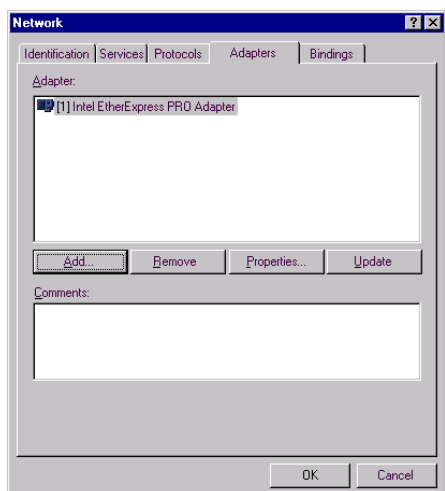 Network
Identification Services Protocols Adapters Bindings
Adapter:
[1] Intel EtherExpress PRO Adapter
Add... Remove Properties... Update
Comments:
OK Cancel